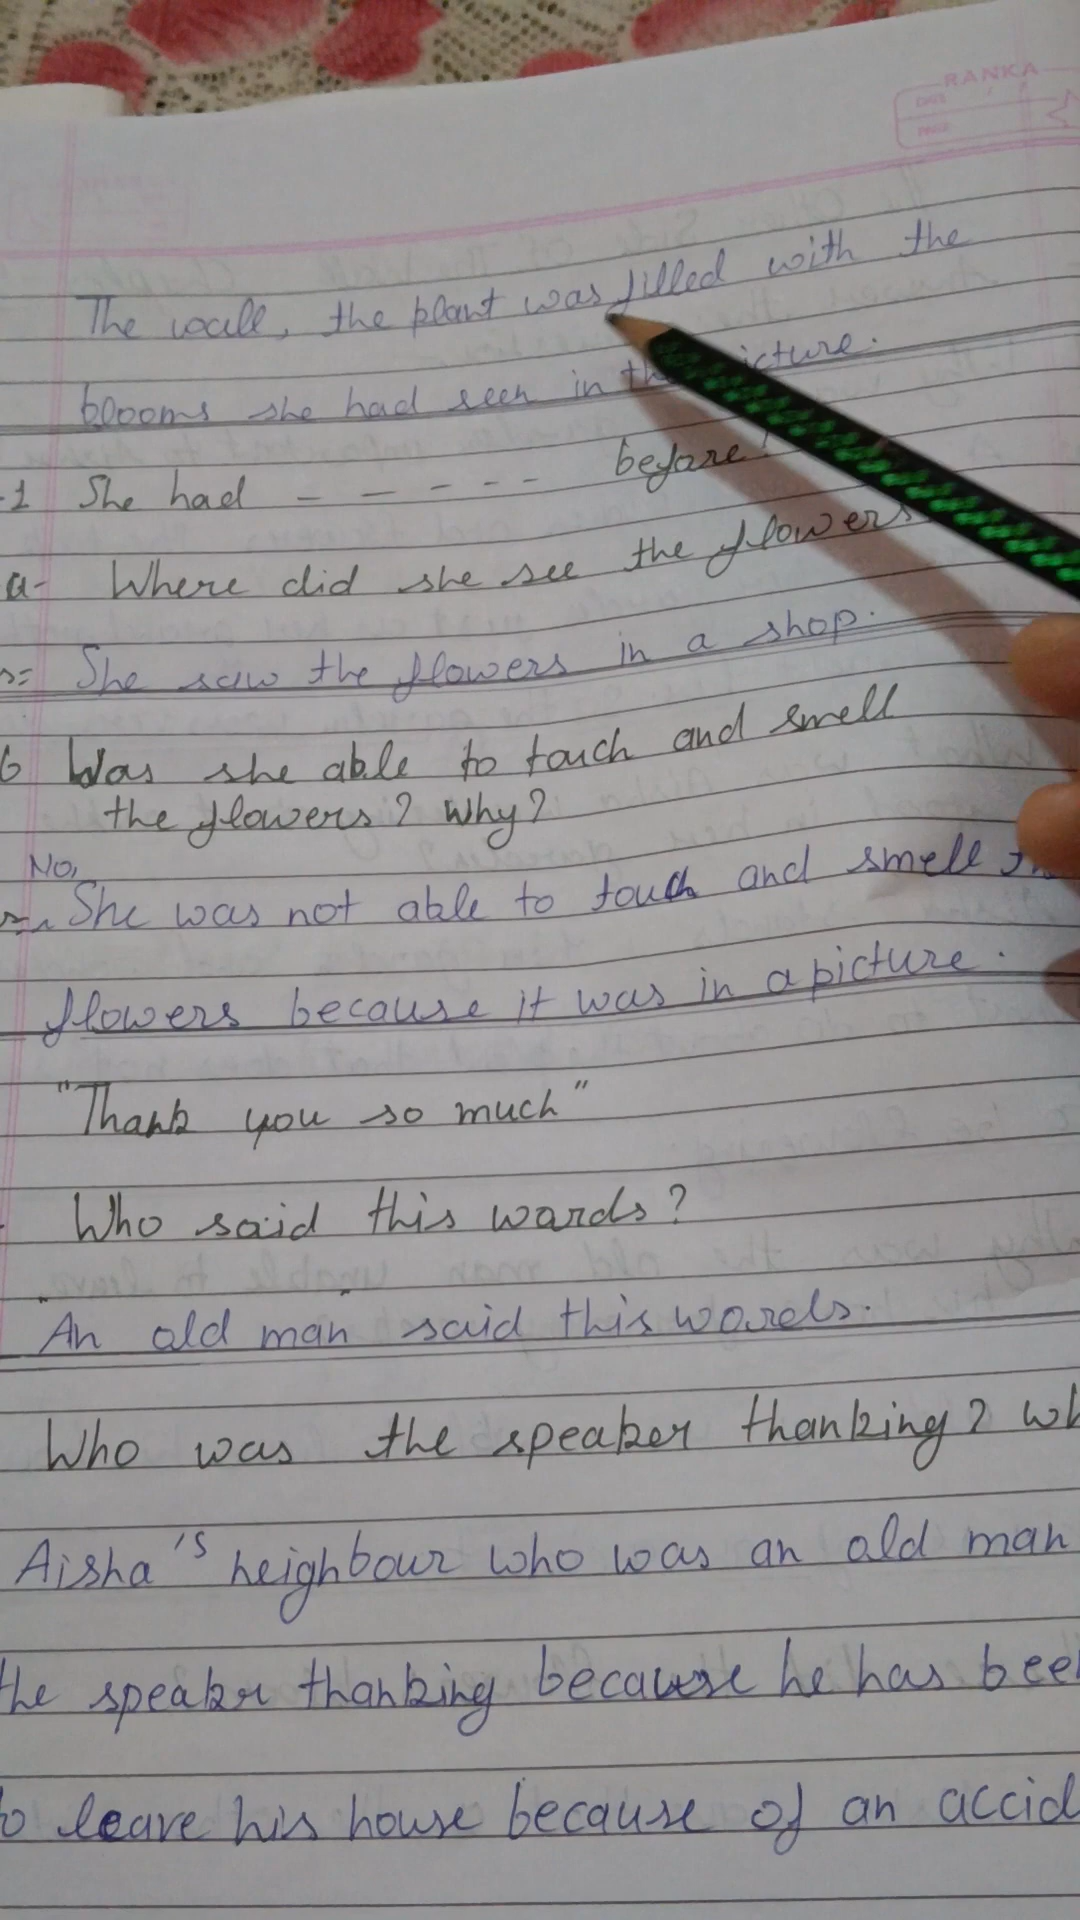 RANKA
DATE
PAGE
The wall, the plant was filled with the
blooms she had seen in the picture.
1 She had - - - - - before!
a- Where did she see the flowers
She saw the flowers in a shop.
b Was she able to touch and smell
the flowers? Why?
No,
She was not able to touch and smell
flowers because it was in a picture.
"Thank you so much"
Who said this words?
An old man said this words.
Who was the speaker thanking? wh
Aisha's neighbour who was an old man
the speaker thanking because he has bee
leave his house because of an accid